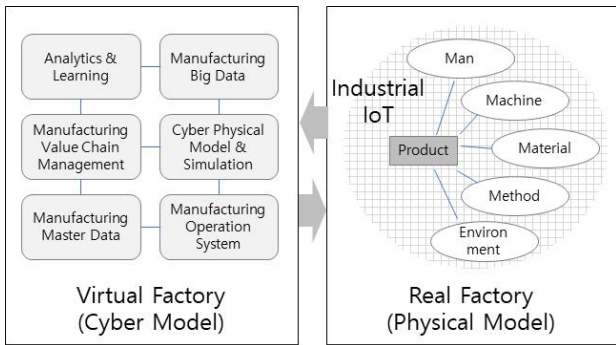 Analytics &
Learning
Manufacturing
Big Data
Manufacturing
Value Chain
Management
Cyber Physical
Model &
Simulation
Manufacturing
Master Data
Manufacturing
Operation
System
Virtual Factory
(Cyber Model)
Industrial
IoT
Man
Machine
Product
Material
Method
Environ
ment
Real Factory
(Physical Model)